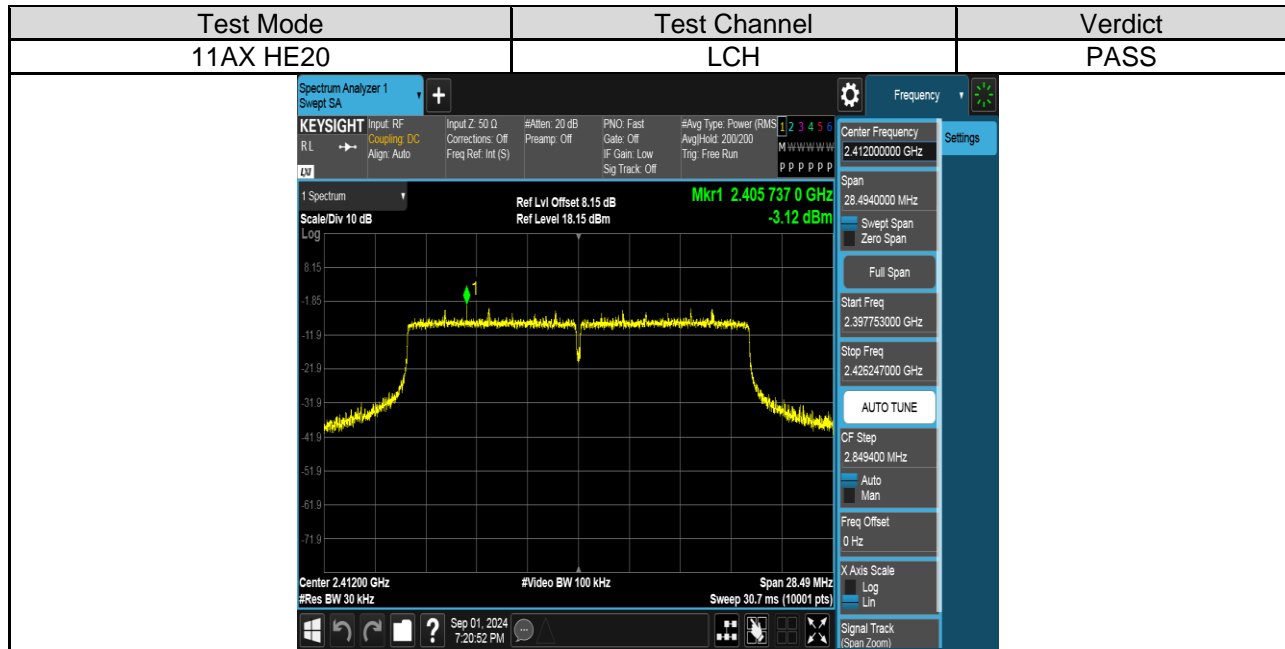 Test Mode Test Channel Verdict
11AX HE20 LCH PASS
Spectrum Analyzer 1
Swept SA
+
Frequency
KEYSIGHT
RL
LXI
Input: RF
Coupling: DC
Align: Auto
Input Z: 50 Ω
Corrections: Off
Freq Ref: Int (S)
#Atten: 20 dB
Preamp: Off
PNO: Fast
Gate: Off
IF Gain: Low
Sig Track: Off
#Avg Type: Power (RMS
Avg|Hold: 200/200
Trig: Free Run
1 2 3 4 5 6
M W W W W W
P P P P P P
1 Spectrum
Scale/Div 10 dB
Log
Ref Lvl Offset 8.15 dB
Ref Level 18.15 dBm
Mkr1 2.405 737 0 GHz
-3.12 dBm
8.15
-1.85
-11.9
-21.9
-31.9
-41.9
-51.9
-61.9
-71.9
1
Center 2.41200 GHz
#Res BW 30 kHz
#Video BW 100 kHz
Span 28.49 MHz
Sweep 30.7 ms (10001 pts)
Center Frequency
2.412000000 GHz
Settings
Span
28.4940000 MHz
Swept Span
Zero Span
Full Span
Start Freq
2.397753000 GHz
Stop Freq
2.426247000 GHz
AUTO TUNE
CF Step
2.849400 MHz
Auto
Man
Freq Offset
0 Hz
X Axis Scale
Log
Lin
Signal Track
(Span Zoom)
?
Sep 01, 2024
7:20:52 PM